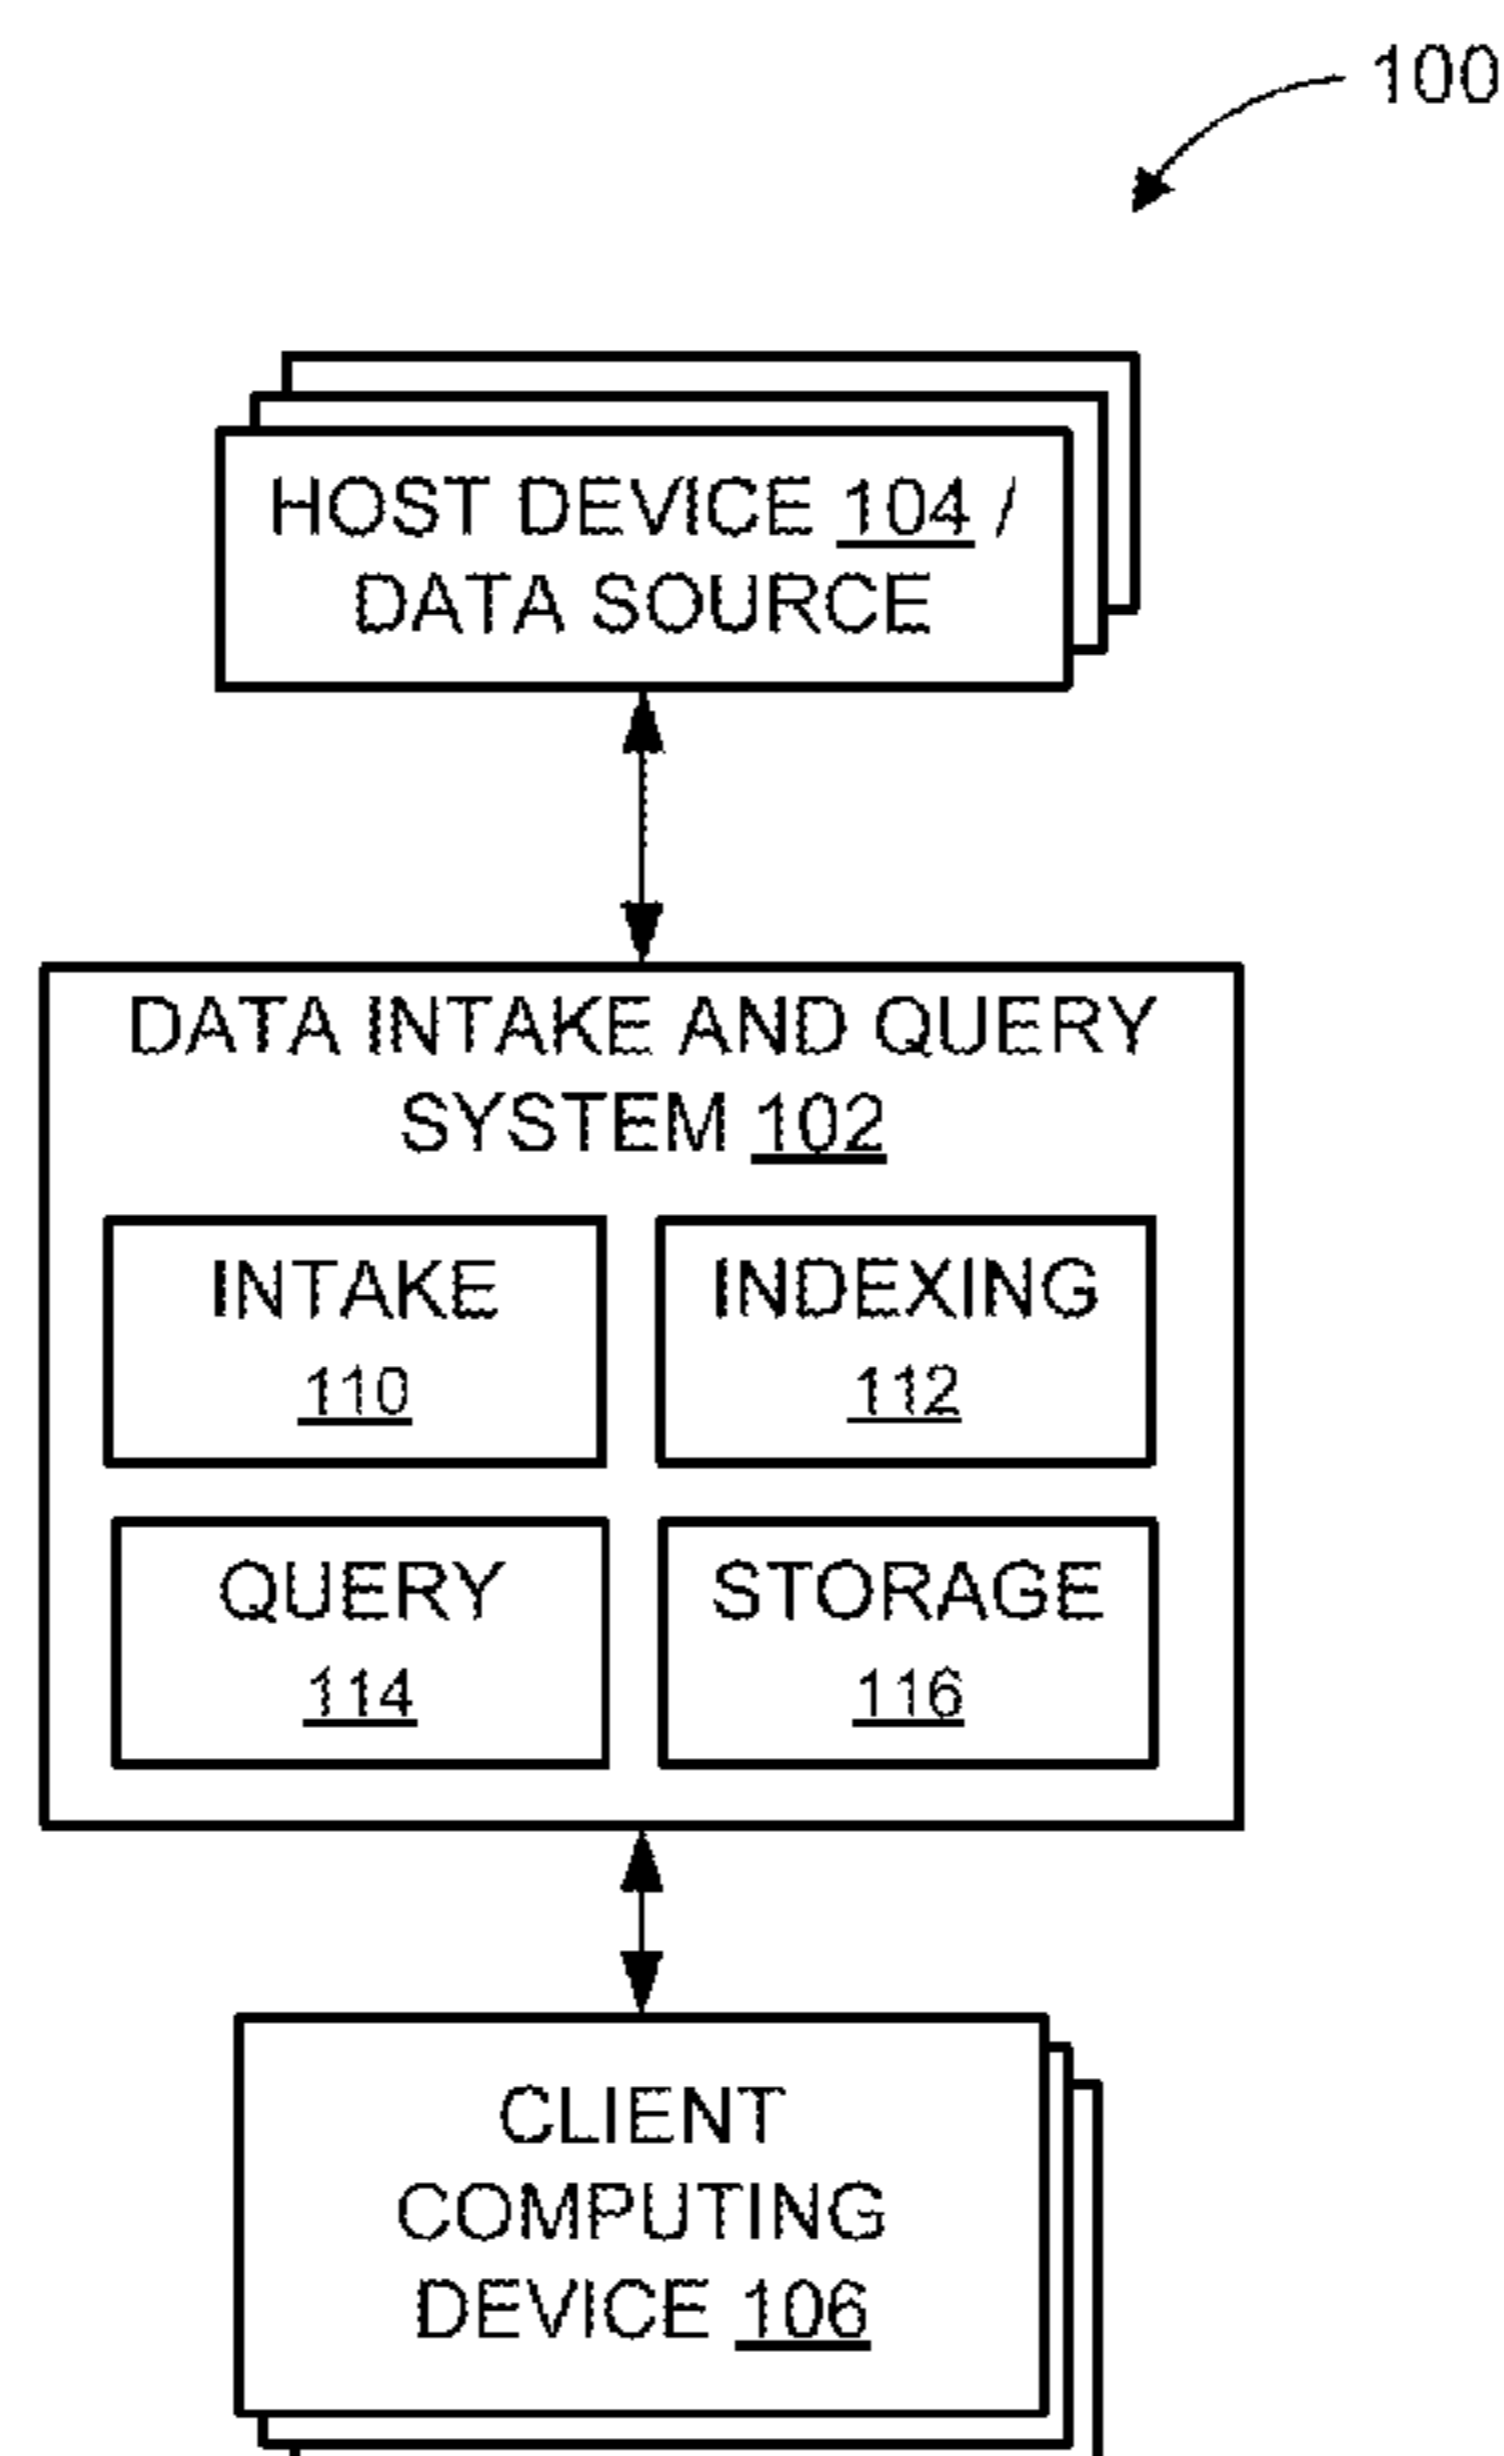 100
HOST DEVICE 104 /
DATA SOURCE
DATA INTAKE AND QUERY
SYSTEM 102
INTAKE
110
INDEXING
112
QUERY
114
STORAGE
116
CLIENT
COMPUTING
DEVICE 106